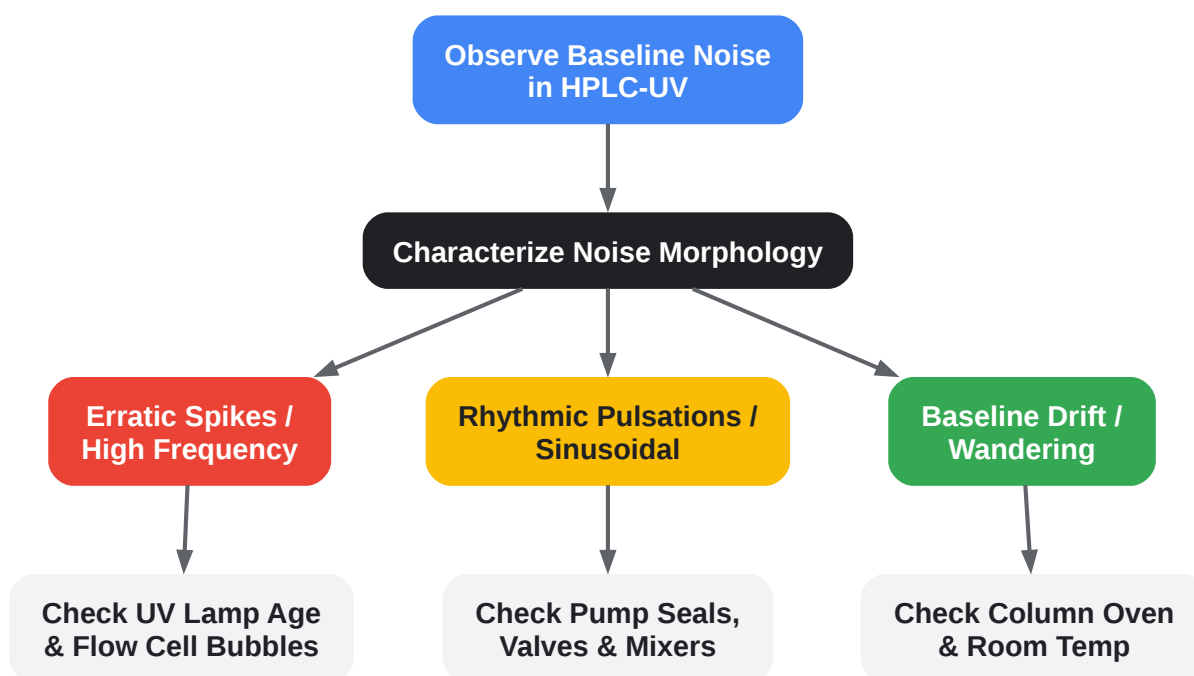 Observe Baseline Noise
in HPLC-UV
Characterize Noise Morphology
Erratic Spikes /
High Frequency
Rhythmic Pulsations /
Sinusoidal
Baseline Drift /
Wandering
Check UV Lamp Age
& Flow Cell Bubbles
Check Pump Seals,
Valves & Mixers
Check Column Oven
& Room Temp